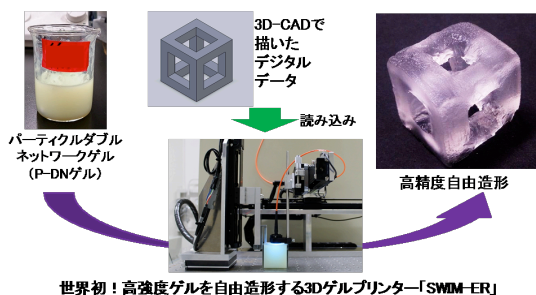 3D-CADで
描いた
デジタル
データ
読み込み
パーティクルダブル
ネットワークゲル
（P-DNゲル）
高精度自由造形
世界初！高強度ゲルを自由造形する3Dゲルプリンター「SWIM-ER」